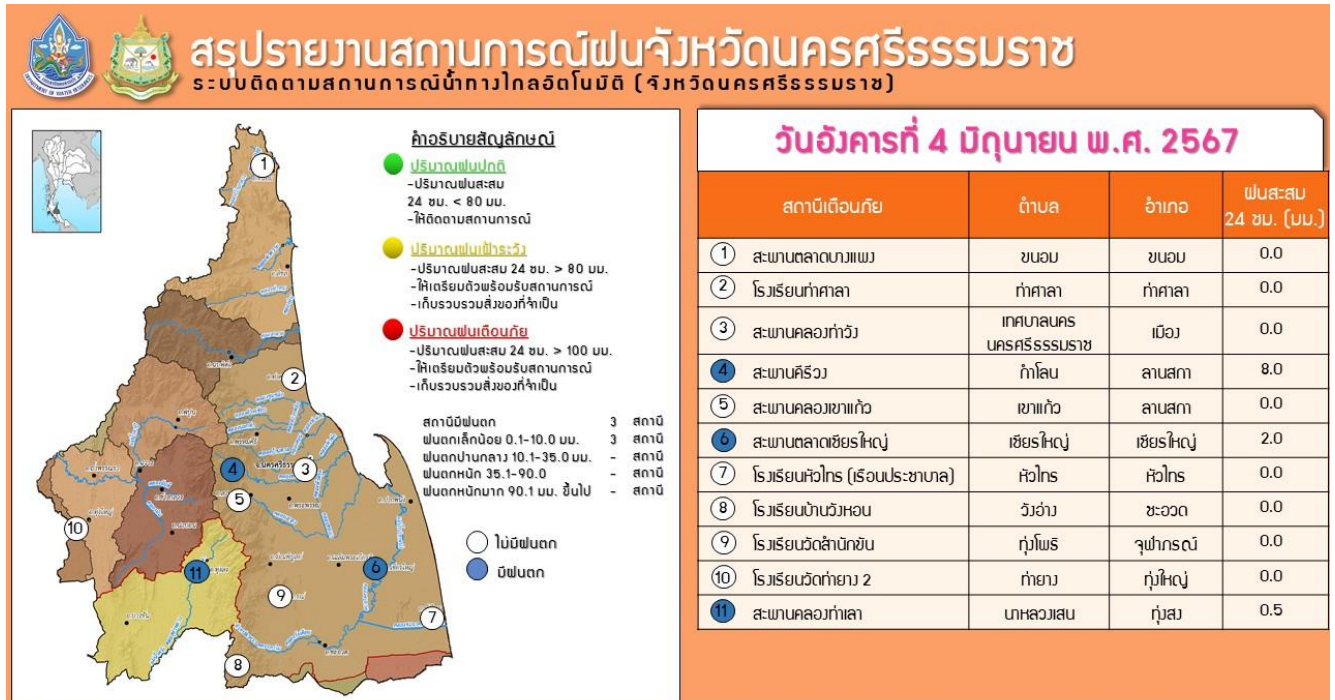 สรุปรายงานสถานการณ์ฝนจังหวัดนครศรีธรรมราช
ระบบติดตามสถานการณ์น้ำทางไกลอัตโนมัติ (จังหวัดนครศรีธรรมราช)
คำอธิบายสัญลักษณ์
ปริมาณฝนปกติ
-ปริมาณฝนสะสม
24 ชม. < 80 มม.
-ให้ติดตามสถานการณ์
ปริมาณฝนเฝ้าระวัง
-ปริมาณฝนสะสม 24 ชม. > 80 มม.
-ให้เตรียมตัวพร้อมรับสถานการณ์
-เก็บรวบรวมสิ่งของที่จำเป็น
ปริมาณฝนเตือนภัย
-ปริมาณฝนสะสม 24 ชม. > 100 มม.
-ให้เตรียมตัวพร้อมรับสถานการณ์
-เก็บรวบรวมสิ่งของที่จำเป็น
สถานีมีฝนตก 3 สถานี
ฝนตกเล็กน้อย 0.1-10.0 มม. 3 สถานี
ฝนตกปานกลาง 10.1-35.0 มม. - สถานี
ฝนตกหนัก 35.1-90.0 - สถานี
ฝนตกหนักมาก 90.1 มม. ขึ้นไป - สถานี
ไม่มีฝนตก
มีฝนตก
1
2
3
4
5
6
7
8
9
10
11
วันอังคารที่ 4 มิถุนายน พ.ศ. 2567
สถานีเตือนภัย ตำบล อำเภอ ฝนสะสม
24 ชม. (มม.)
1 สะพานตลาดบางแพง ขนอม ขนอม 0.0
2 โรงเรียนท่าศาลา ท่าศาลา ท่าศาลา 0.0
3 สะพานคลองท่าวัง เทศบาลนคร
นครศรีธรรมราช เมือง 0.0
4 สะพานคีรีวง กำโลน ลานสกา 8.0
5 สะพานคลองเขาแก้ว เขาแก้ว ลานสกา 0.0
6 สะพานตลาดเชียรใหญ่ เชียรใหญ่ เชียรใหญ่ 2.0
7 โรงเรียนหัวไทร (เรือนประชาบาล) หัวไทร หัวไทร 0.0
8 โรงเรียนบ้านวังหอน วังอ่าง ชะอวด 0.0
9 โรงเรียนวัดสำนักขัน ทุ่งโพธิ จุฬาภรณ์ 0.0
10 โรงเรียนวัดท่ายาง 2 ท่ายาง ทุ่งใหญ่ 0.0
11 สะพานคลองท่าเลา นาหลวงเสน ทุ่งสง 0.5